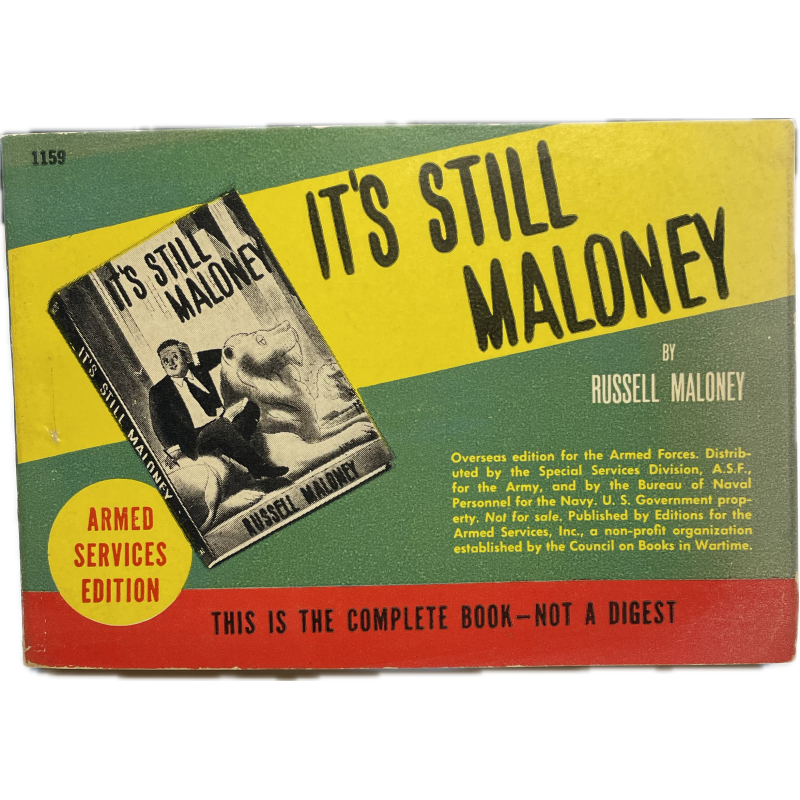 1159
IT'S STILL
MALONEY
BY
RUSSELL MALONEY
IT'S STILL
MALONEY
IT'S STILL MALONEY
RUSSELL MALONEY
Overseas edition for the Armed Forces. Distrib-
uted by the Special Services Division, A.S.F.,
for the Army, and by the Bureau of Naval
Personnel for the Navy. U. S. Government prop-
erty. Not for sale. Published by Editions for the
Armed Services, Inc., a non-profit organization
established by the Council on Books in Wartime.
ARMED
SERVICES
EDITION
THIS IS THE COMPLETE BOOK—NOT A DIGEST